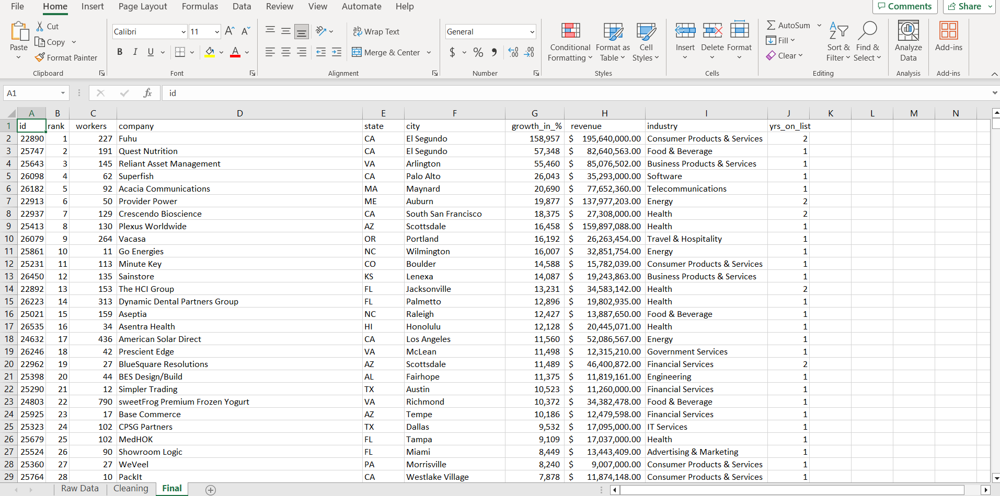 File Home Insert Page Layout Formulas Data Review View Automate Help Comments Share
Paste Cut Copy Format Painter Clipboard
Calibri 11 A^ Aˇ B I U A Font
ab Wrap Text Merge & Center Alignment
General $ % , Number
Conditional Formatting Format as Table Cell Styles Styles
Insert Delete Format Cells
AutoSum Fill Clear Sort & Filter Find & Select Editing
Analyze Data Analysis
Add-ins Add-ins
A1 fx id
A B C D E F G H I J K L M N
1 id rank workers company state city growth_in_% revenue industry yrs_on_list
2 22890 1 227 Fuhu CA El Segundo 158,957 $ 195,640,000.00 Consumer Products & Services 2
3 25747 2 191 Quest Nutrition CA El Segundo 57,348 $ 82,640,563.00 Food & Beverage 1
4 25643 3 145 Reliant Asset Management VA Arlington 55,460 $ 85,076,502.00 Business Products & Services 1
5 26098 4 62 Superfish CA Palo Alto 26,043 $ 35,293,000.00 Software 1
6 26182 5 92 Acacia Communications MA Maynard 20,690 $ 77,652,360.00 Telecommunications 1
7 22913 6 50 Provider Power ME Auburn 19,877 $ 137,977,203.00 Energy 2
8 22937 7 129 Crescendo Bioscience CA South San Francisco 18,375 $ 27,308,000.00 Health 2
9 25413 8 130 Plexus Worldwide AZ Scottsdale 16,458 $ 159,897,088.00 Health 1
10 26079 9 264 Vacasa OR Portland 16,192 $ 26,263,454.00 Travel & Hospitality 1
11 25861 10 11 Go Energies NC Wilmington 16,007 $ 32,851,754.00 Energy 1
12 25231 11 113 Minute Key CO Boulder 14,588 $ 15,782,039.00 Consumer Products & Services 1
13 26450 12 135 Sainstore KS Lenexa 14,087 $ 19,243,863.00 Business Products & Services 1
14 22892 13 153 The HCI Group FL Jacksonville 13,231 $ 34,583,142.00 Health 2
15 26223 14 313 Dynamic Dental Partners Group FL Palmetto 12,896 $ 19,802,935.00 Health 1
16 25021 15 159 Aseptia NC Raleigh 12,427 $ 13,887,650.00 Food & Beverage 1
17 26535 16 34 Asentra Health HI Honolulu 12,128 $ 20,445,071.00 Health 1
18 24632 17 436 American Solar Direct CA Los Angeles 11,560 $ 52,086,567.00 Energy 1
19 26246 18 42 Prescient Edge VA McLean 11,498 $ 12,315,210.00 Government Services 1
20 22962 19 27 BlueSquare Resolutions AZ Scottsdale 11,489 $ 46,400,872.00 Financial Services 2
21 25398 20 44 BES Design/Build AL Fairhope 11,375 $ 11,819,161.00 Engineering 1
22 25290 21 12 Simpler Trading TX Austin 10,523 $ 11,260,000.00 Financial Services 1
23 24803 22 790 sweetFrog Premium Frozen Yogurt VA Richmond 10,372 $ 34,382,478.00 Food & Beverage 1
24 25925 23 17 Base Commerce AZ Tempe 10,186 $ 12,479,598.00 Financial Services 1
25 25323 24 102 CPSG Partners TX Dallas 9,532 $ 17,095,000.00 IT Services 1
26 25679 25 102 MedHOK FL Tampa 9,109 $ 17,037,000.00 Health 1
27 25524 26 90 Showroom Logic FL Miami 8,449 $ 13,443,409.00 Advertising & Marketing 1
28 25360 27 27 WeVeel PA Morrisville 8,240 $ 9,007,000.00 Consumer Products & Services 1
29 25764 28 10 PackIt CA Westlake Village 7,878 $ 11,874,148.00 Consumer Products & Services 1
Raw Data Cleaning Final